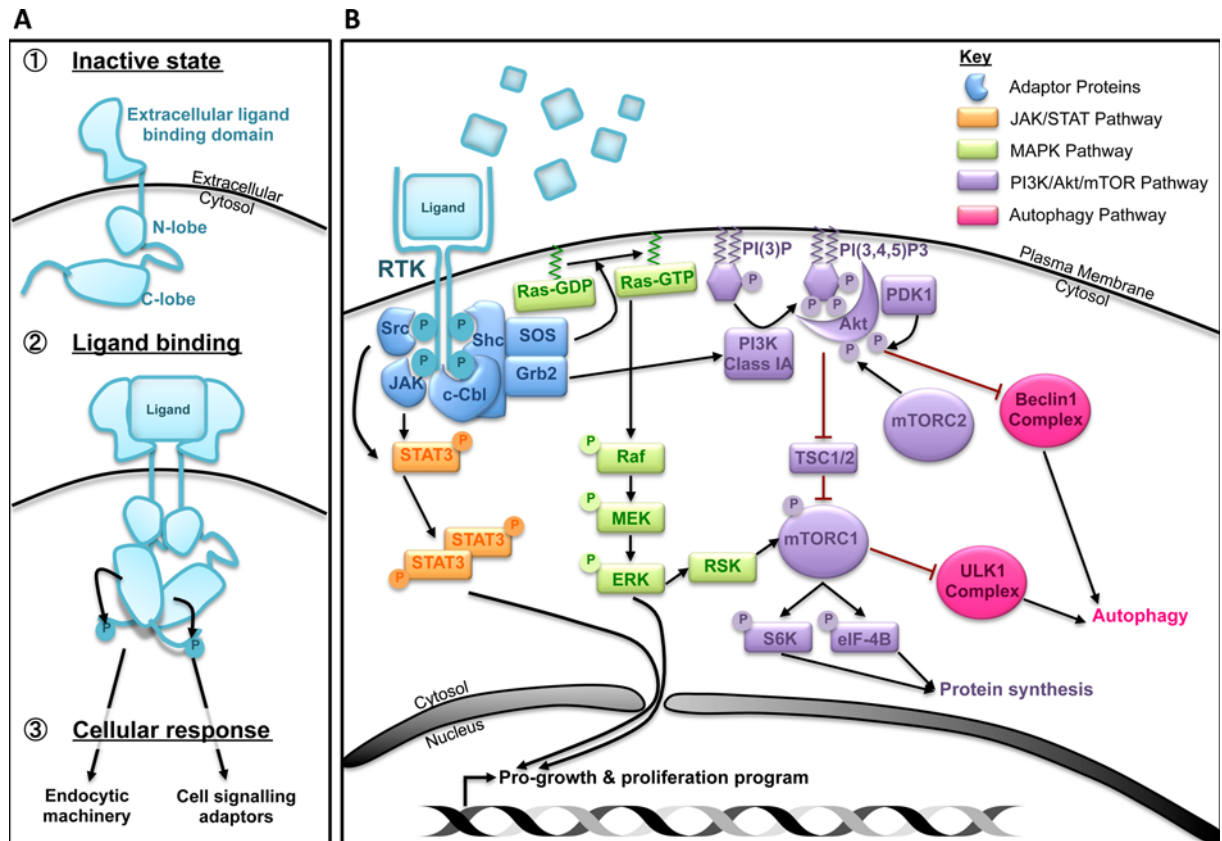 A
① Inactive state
Extracellular ligand
binding domain
Extracellular
Cytosol
N-lobe
C-lobe
② Ligand binding
Ligand
P
P
③ Cellular response
Endocytic
machinery
Cell signalling
adaptors
B
Key
Adaptor Proteins
JAK/STAT Pathway
MAPK Pathway
PI3K/Akt/mTOR Pathway
Autophagy Pathway
Ligand
RTK
Plasma Membrane
Cytosol
Ras-GDP
Ras-GTP
PI(3)P
P
PI(3,4,5)P3
P
P
P
Akt
PDK1
P
P
Src
P
P
Shc
SOS
JAK
P
P
c-Cbl
Grb2
PI3K
Class IA
mTORC2
Beclin1
Complex
STAT3
P
P
Raf
TSC1/2
P
MEK
P
mTORC1
STAT3
P
STAT3
P
P
ERK
RSK
ULK1
Complex
Autophagy
P
S6K
P
eIF-4B
Protein synthesis
Cytosol
Nucleus
Pro-growth & proliferation program